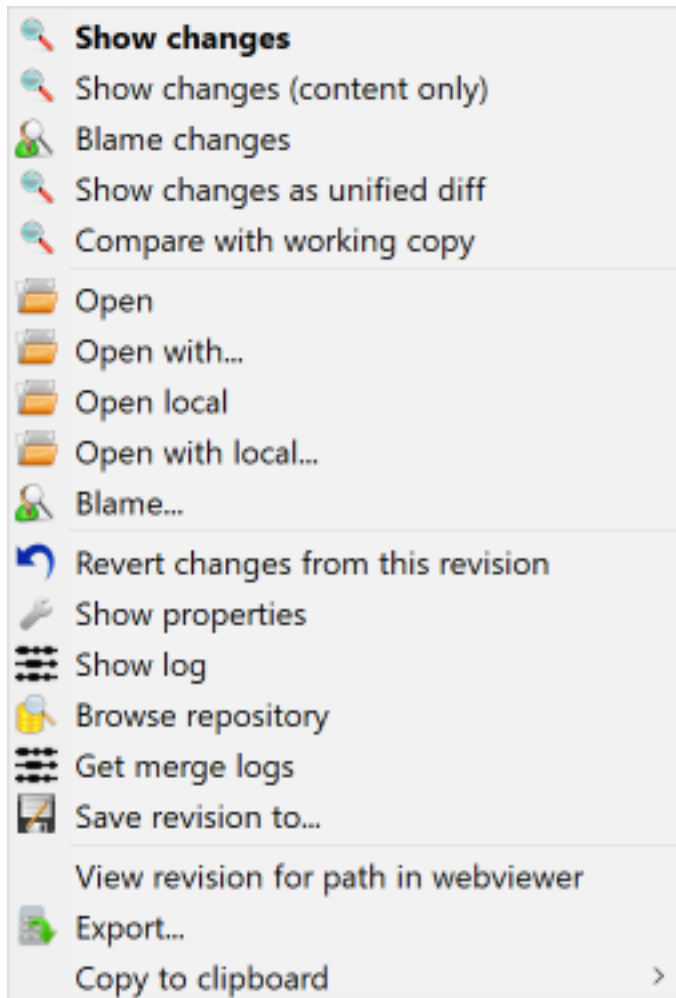 Show changes
Show changes (content only)
Blame changes
Show changes as unified diff
Compare with working copy
Open
Open with...
Open local
Open with local...
Blame...
Revert changes from this revision
Show properties
Show log
Browse repository
Get merge logs
Save revision to...
View revision for path in webviewer
Export...
Copy to clipboard